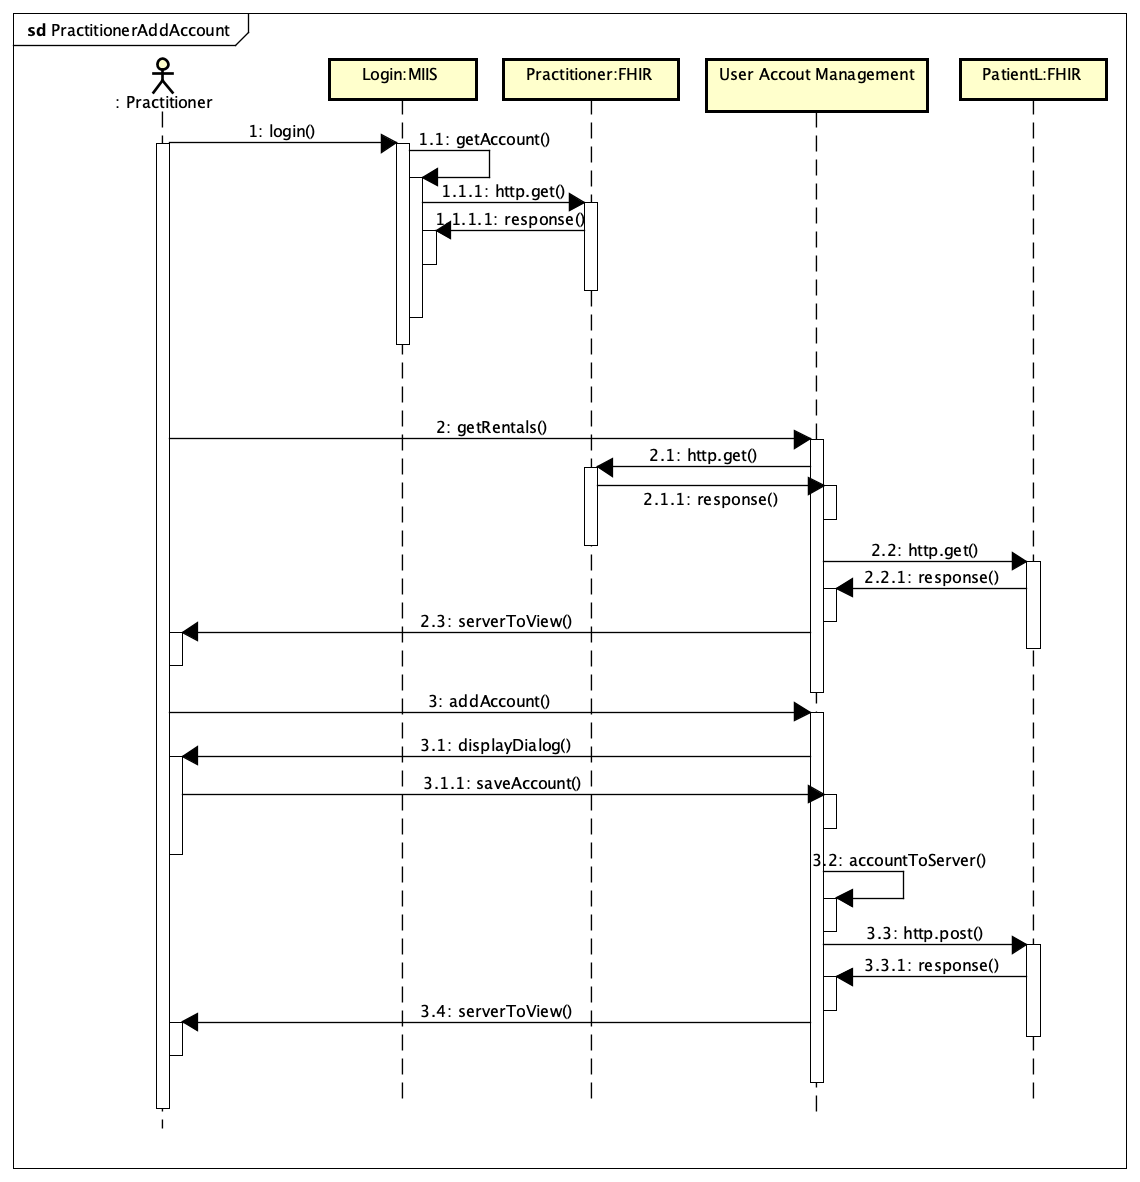 sd PractitionerAddAccount
: Practitioner
Login:MIIS
Practitioner:FHIR
User Accout Management
PatientL:FHIR
1: login()
1.1: getAccount()
1.1.1: http.get()
1.1.1.1: response()
2: getRentals()
2.1: http.get()
2.1.1: response()
2.2: http.get()
2.2.1: response()
2.3: serverToView()
3: addAccount()
3.1: displayDialog()
3.1.1: saveAccount()
3.2: accountToServer()
3.3: http.post()
3.3.1: response()
3.4: serverToView()